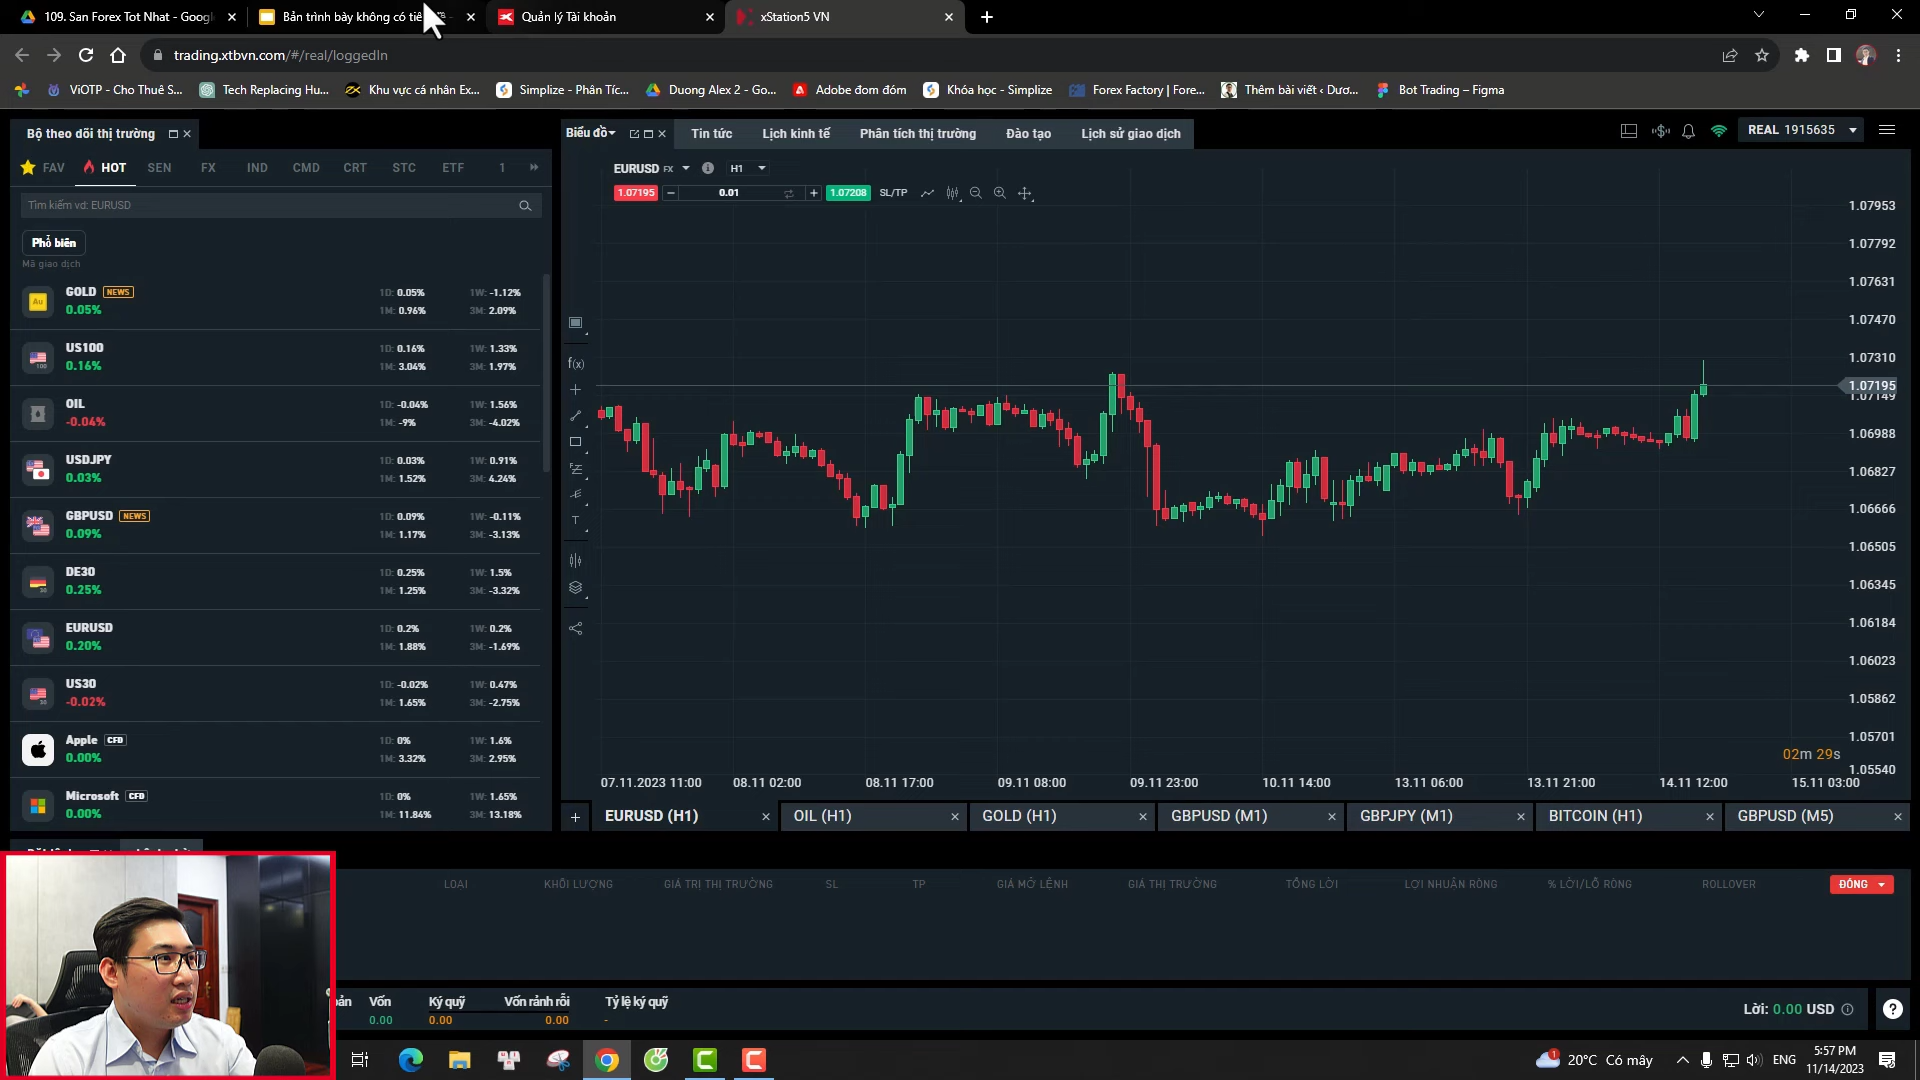 109. San Forex Tot Nhat - Googl
Bản trình bày không có tiê
Quản lý Tài khoản
xStation5 VN
trading.xtbvn.com/#/real/loggedIn
ViOTP - Cho Thuê S...
Tech Replacing Hu...
Khu vực cá nhân Ex...
Simplize - Phân Tíc...
Duong Alex 2 - Go...
Adobe đom đóm
Khóa học - Simplize
Forex Factory | Fore...
Thêm bài viết ‹ Dươ...
Bot Trading – Figma
Bộ theo dõi thị trường
Biểu đồ
Tin tức
Lịch kinh tế
Phân tích thị trường
Đào tạo
Lịch sử giao dịch
REAL 1915635
FAV HOT SEN FX IND CMD CRT STC ETF 1
Tìm kiếm vd: EURUSD
Phổ biến
Mã giao dịch
GOLD NEWS 1D: 0.05% 1W: -1.12%
0.05% 1M: 0.96% 3M: 2.09%
US100 1D: 0.16% 1W: 1.33%
0.16% 1M: 3.04% 3M: 1.97%
OIL 1D: -0.04% 1W: 1.56%
-0.04% 1M: -9% 3M: -4.02%
USDJPY 1D: 0.03% 1W: 0.91%
0.03% 1M: 1.52% 3M: 4.24%
GBPUSD NEWS 1D: 0.09% 1W: -0.11%
0.09% 1M: 1.17% 3M: -3.13%
DE30 1D: 0.25% 1W: 1.5%
0.25% 1M: 1.25% 3M: -3.32%
EURUSD 1D: 0.2% 1W: 0.2%
0.20% 1M: 1.88% 3M: -1.69%
US30 1D: -0.02% 1W: 0.47%
-0.02% 1M: 1.65% 3M: -2.75%
Apple CFD 1D: 0% 1W: 1.6%
0.00% 1M: 3.32% 3M: 2.95%
Microsoft CFD 1D: 0% 1W: 1.65%
0.00% 1M: 11.84% 3M: 13.18%
EURUSD FX H1
1.07195 0.01 1.07208 SL/TP
f(x)
T
1.07953
1.07792
1.07631
1.07470
1.07310
1.07195
1.07149
1.06988
1.06827
1.06666
1.06505
1.06345
1.06184
1.06023
1.05862
1.05701
1.05540
02m 29s
07.11.2023 11:00 08.11 02:00 08.11 17:00 09.11 08:00 09.11 23:00 10.11 14:00 13.11 06:00 13.11 21:00 14.11 12:00 15.11 03:00
EURUSD (H1) OIL (H1) GOLD (H1) GBPUSD (M1) GBPJPY (M1) BITCOIN (H1) GBPUSD (M5)
LOẠI KHỐI LƯỢNG GIÁ TRỊ THỊ TRƯỜNG SL TP GIÁ MỞ LỆNH GIÁ THỊ TRƯỜNG TỔNG LỜI LỢI NHUẬN RÒNG % LỜI/LỖ RÒNG ROLLOVER ĐÓNG
Vốn Ký quỹ Vốn rảnh rỗi Tỷ lệ ký quỹ
0.00 0.00 0.00 -
Lời: 0.00 USD
20°C Có mây
ENG
5:57 PM
11/14/2023